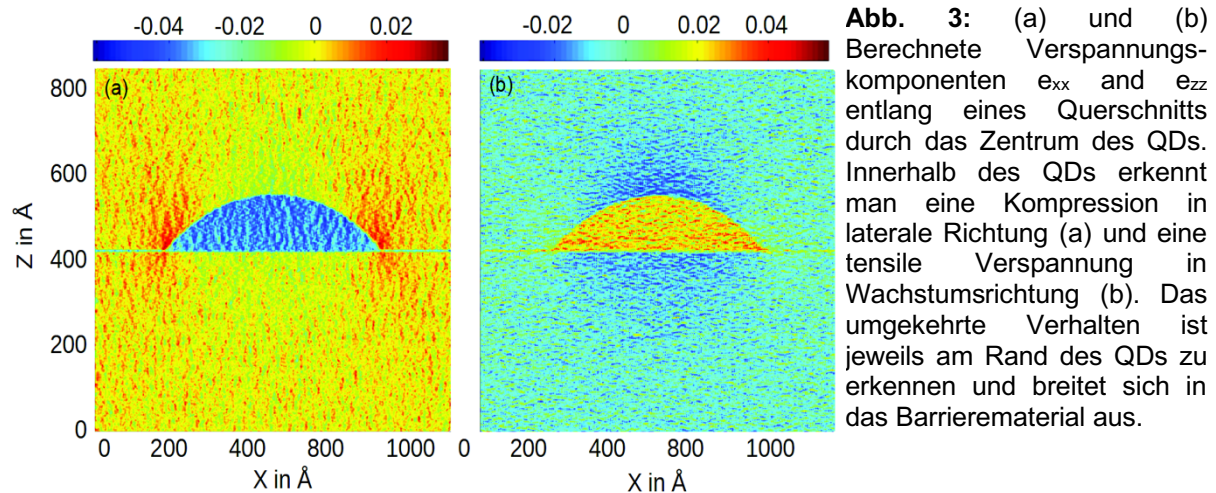 -0.04 -0.02 0 0.02
-0.02 0 0.02 0.04
(a)
(b)
800
600
400
200
0
Z in Å
0 200 400 600 800 1000
X in Å
0 200 400 600 800 1000
X in Å
Abb. 3: (a) und (b)
Berechnete Verspannungs-
komponenten exx and ezz
entlang eines Querschnitts
durch das Zentrum des QDs.
Innerhalb des QDs erkennt
man eine Kompression in
laterale Richtung (a) und eine
tensile Verspannung in
Wachstumsrichtung (b). Das
umgekehrte Verhalten ist
jeweils am Rand des QDs zu
erkennen und breitet sich in
das Barrierematerial aus.